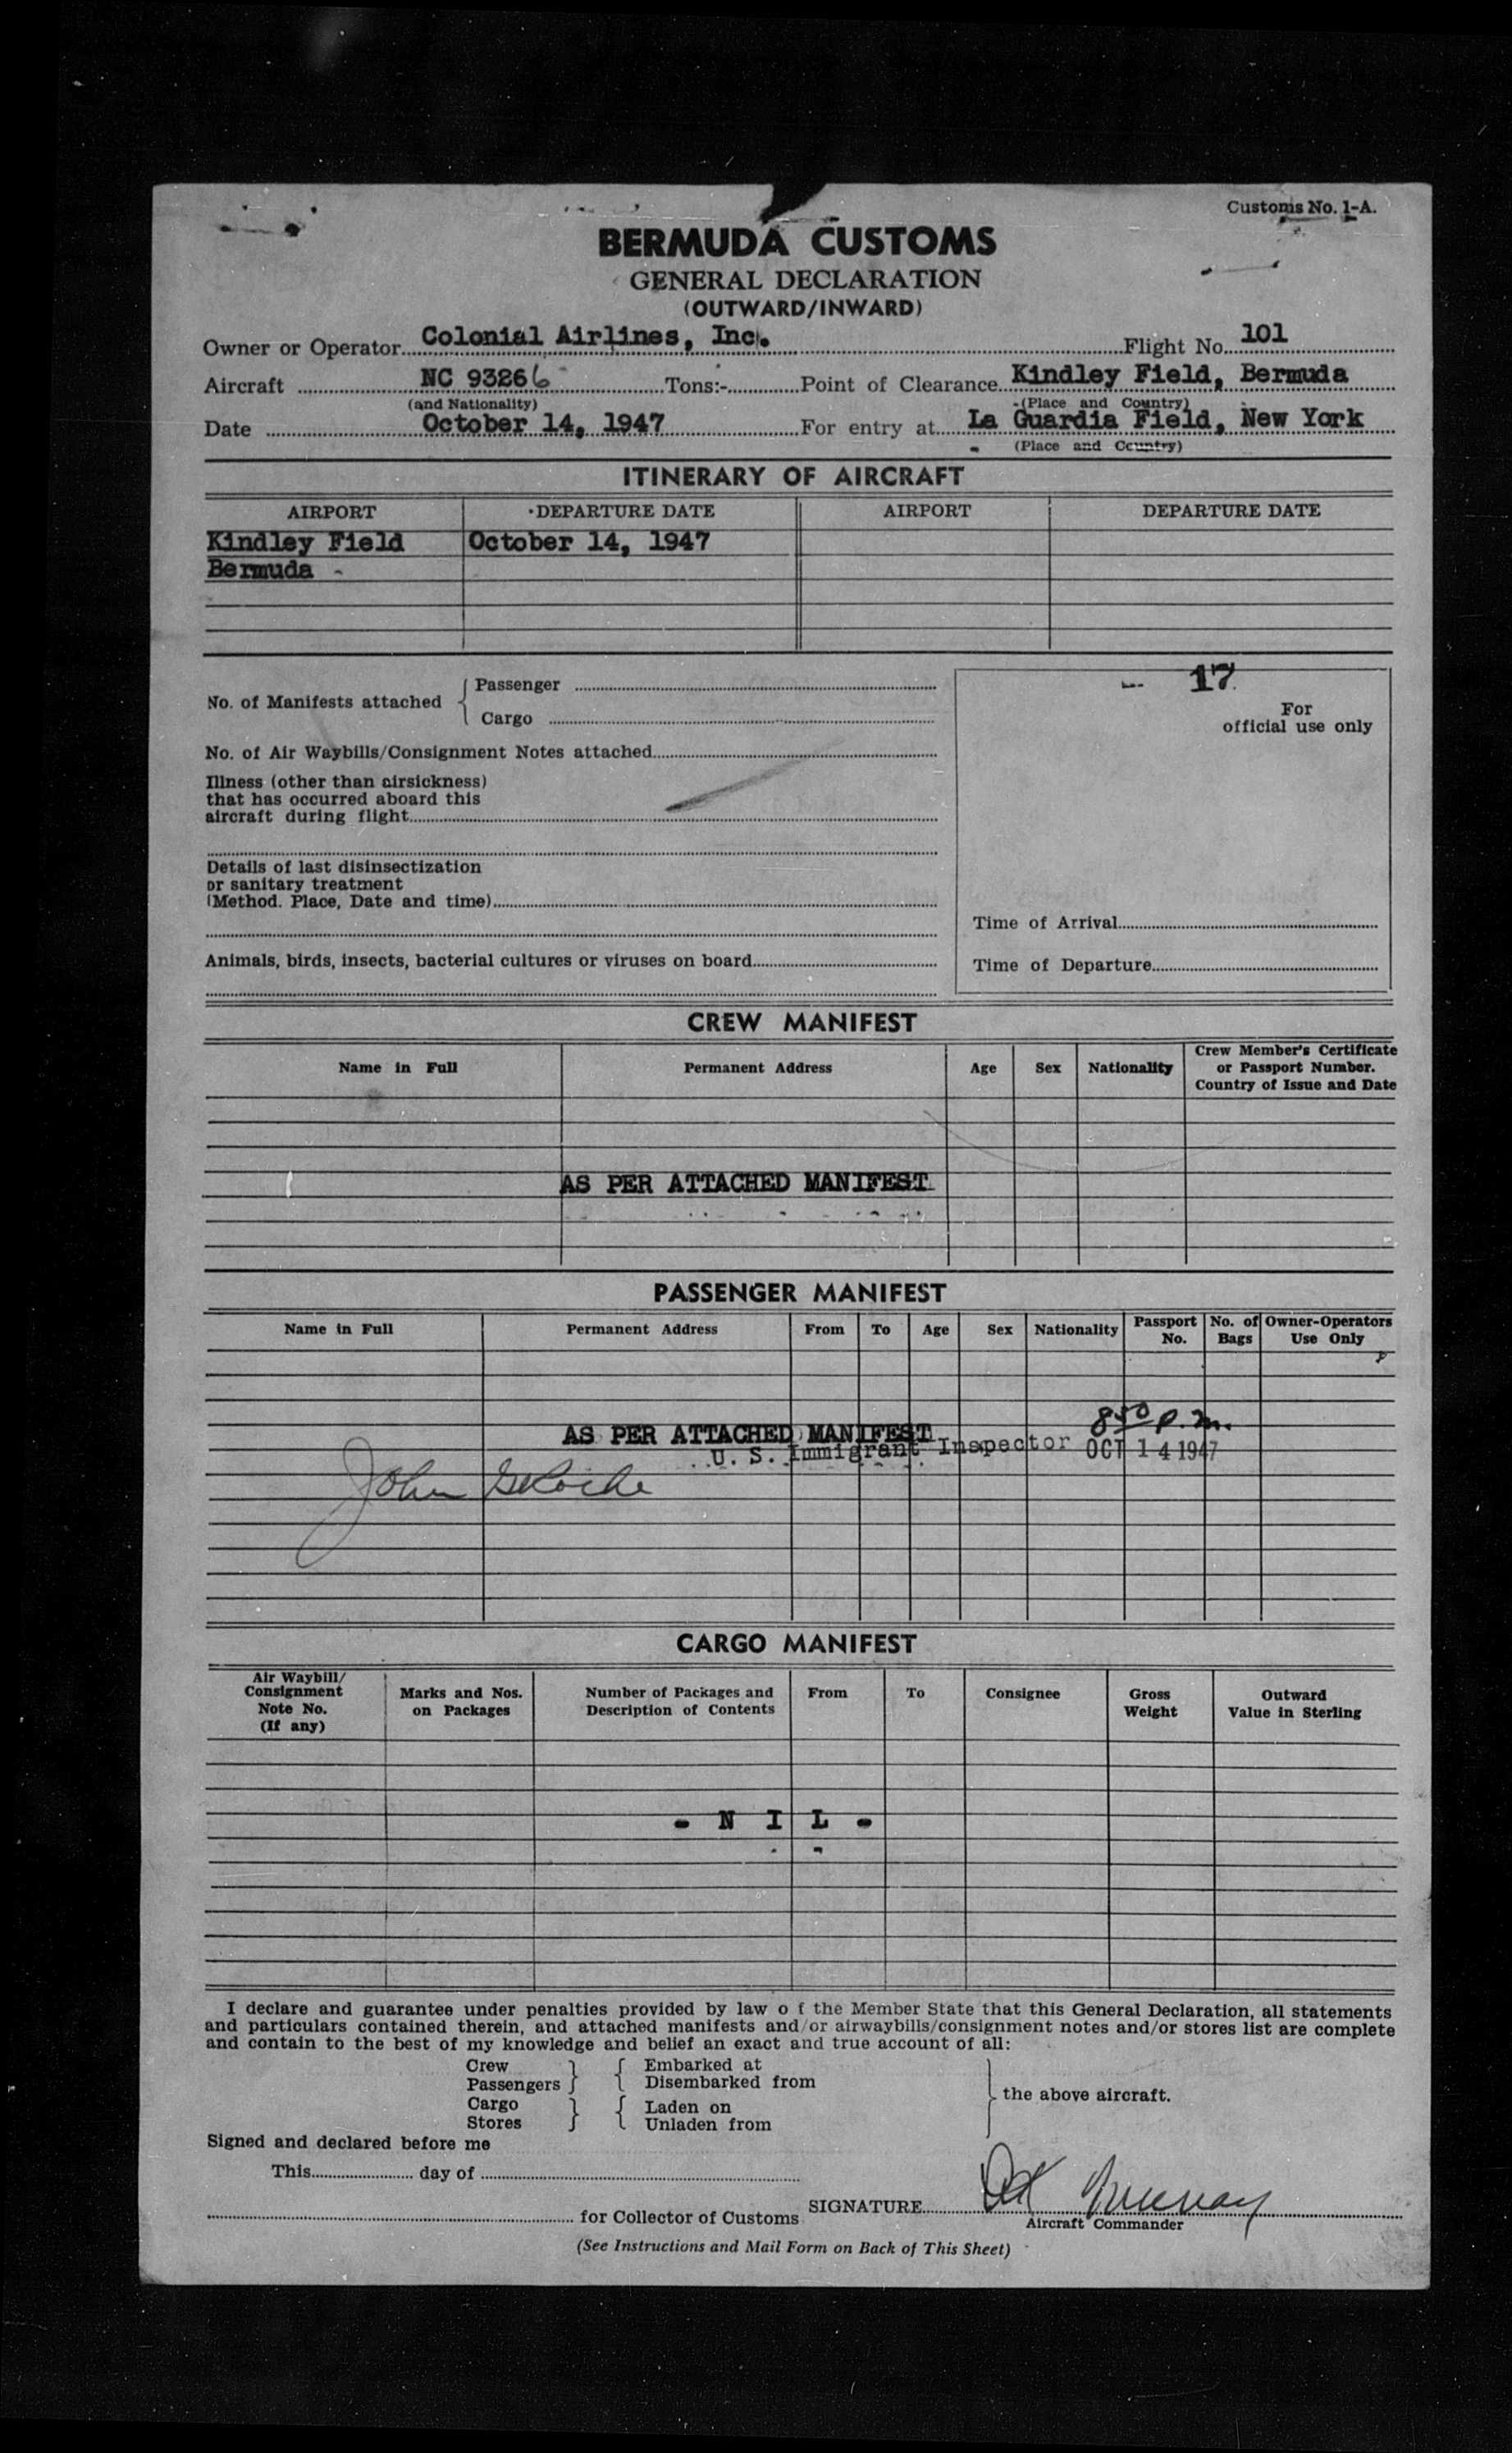 Customs No. 1-A.
BERMUDA CUSTOMS
GENERAL DECLARATION
(OUTWARD/INWARD)
Owner or Operator Colonial Airlines, Inc. Flight No. 101
Aircraft NC 93266 Tons:- Point of Clearance Kindley Field, Bermuda
(and Nationality) (Place and Country)
Date October 14, 1947 For entry at La Guardia Field, New York
(Place and Country)
ITINERARY OF AIRCRAFT
AIRPORT DEPARTURE DATE AIRPORT DEPARTURE DATE
Kindley Field October 14, 1947
Bermuda -
17
No. of Manifests attached { Passenger
Cargo
For
official use only
No. of Air Waybills/Consignment Notes attached
Illness (other than airsickness)
that has occurred aboard this
aircraft during flight
Details of last disinsectization
or sanitary treatment
(Method. Place, Date and time)
Time of Arrival
Animals, birds, insects, bacterial cultures or viruses on board
Time of Departure
CREW MANIFEST
Name in Full Permanent Address Age Sex Nationality Crew Member's Certificate
or Passport Number.
Country of Issue and Date
AS PER ATTACHED MANIFEST
PASSENGER MANIFEST
Name in Full Permanent Address From To Age Sex Nationality Passport No. No. of Bags Owner-Operators Use Only
850 p.m.
AS PER ATTACHED MANIFEST
U. S. Immigrant Inspector OCT 14 1947
John
CARGO MANIFEST
Air Waybill/
Consignment
Note No.
(If any)
Marks and Nos.
on Packages
Number of Packages and
Description of Contents
From To Consignee
Gross
Weight
Outward
Value in Sterling
- N I L -
I declare and guarantee under penalties provided by law o f the Member State that this General Declaration, all statements
and particulars contained therein, and attached manifests and/or airwaybills/consignment notes and/or stores list are complete
and contain to the best of my knowledge and belief an exact and true account of all:
Crew } { Embarked at
Passengers } { Disembarked from
} the above aircraft.
Cargo } { Laden on
Stores } { Unladen from
Signed and declared before me
This day of
for Collector of Customs SIGNATURE
Aircraft Commander
(See Instructions and Mail Form on Back of This Sheet)